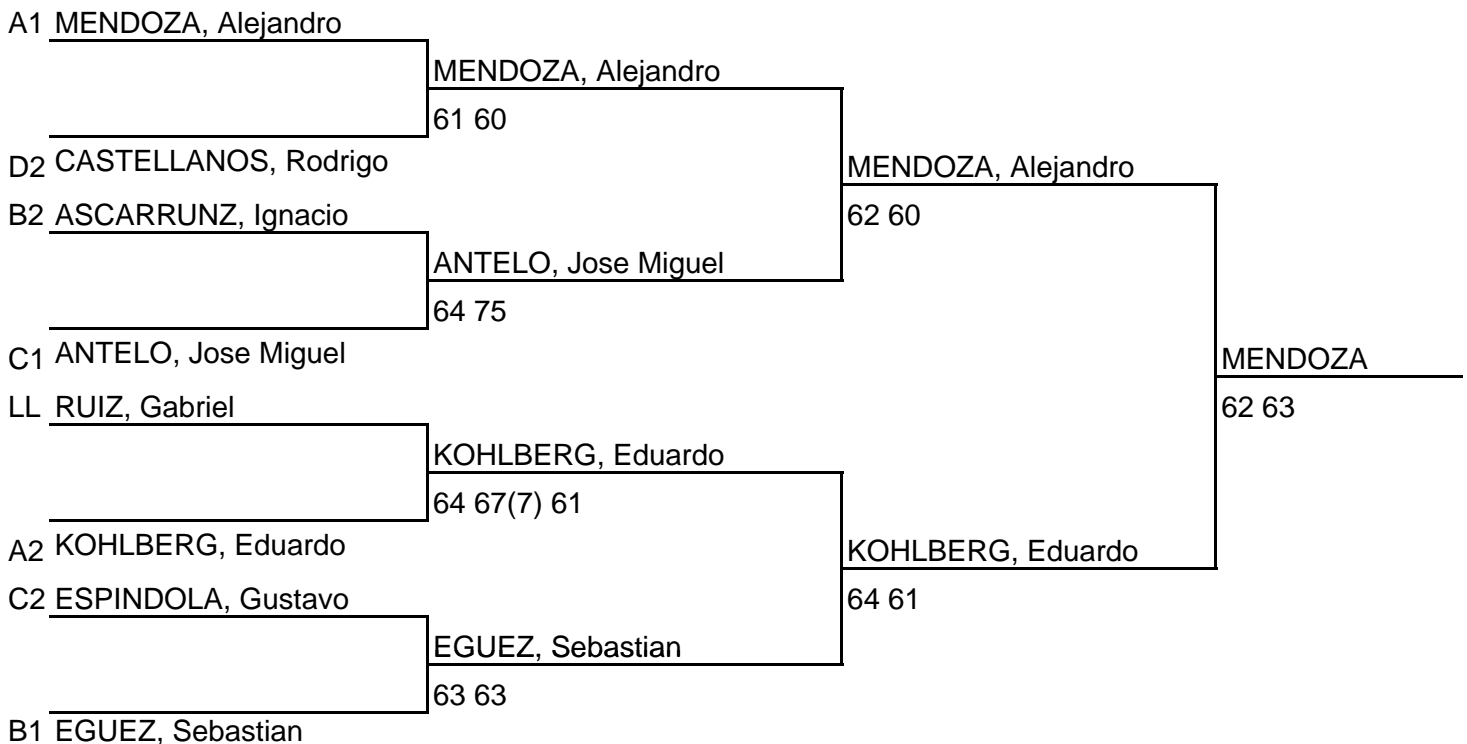 A1 MENDOZA, Alejandro
MENDOZA, Alejandro
61 60
D2 CASTELLANOS, Rodrigo
MENDOZA, Alejandro
B2 ASCARRUNZ, Ignacio
62 60
ANTELO, Jose Miguel
64 75
C1 ANTELO, Jose Miguel
MENDOZA
LL RUIZ, Gabriel
62 63
KOHLBERG, Eduardo
64 67(7) 61
A2 KOHLBERG, Eduardo
KOHLBERG, Eduardo
C2 ESPINDOLA, Gustavo
64 61
EGUEZ, Sebastian
63 63
B1 EGUEZ, Sebastian